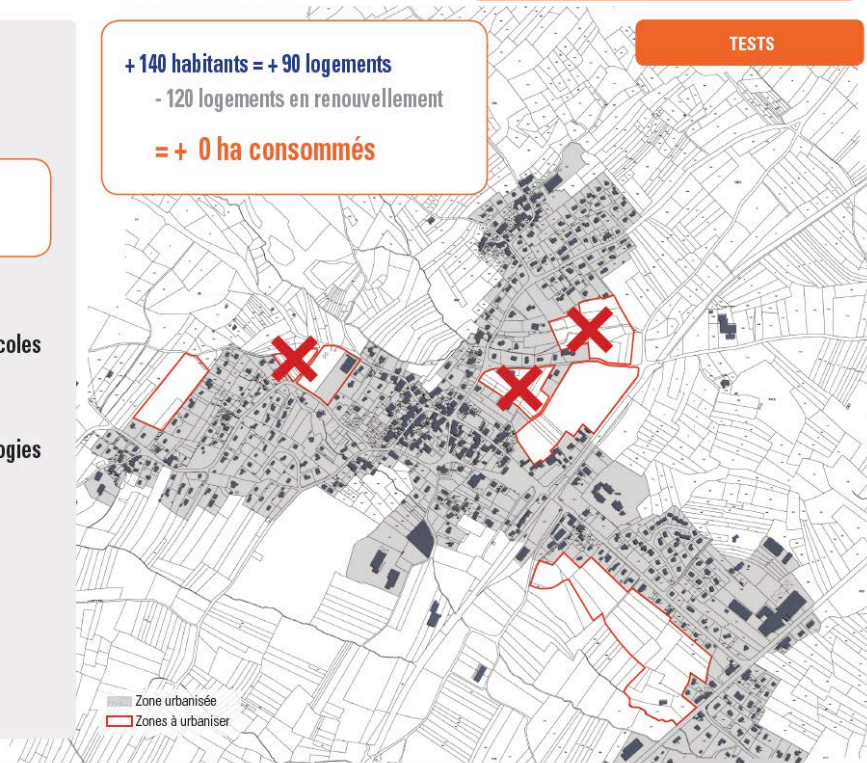 TESTS
+ 140 habitants = + 90 logements
- 120 logements en renouvellement
= + 0 ha consommés
coles
ogies
Zone urbanisée
Zones à urbaniser